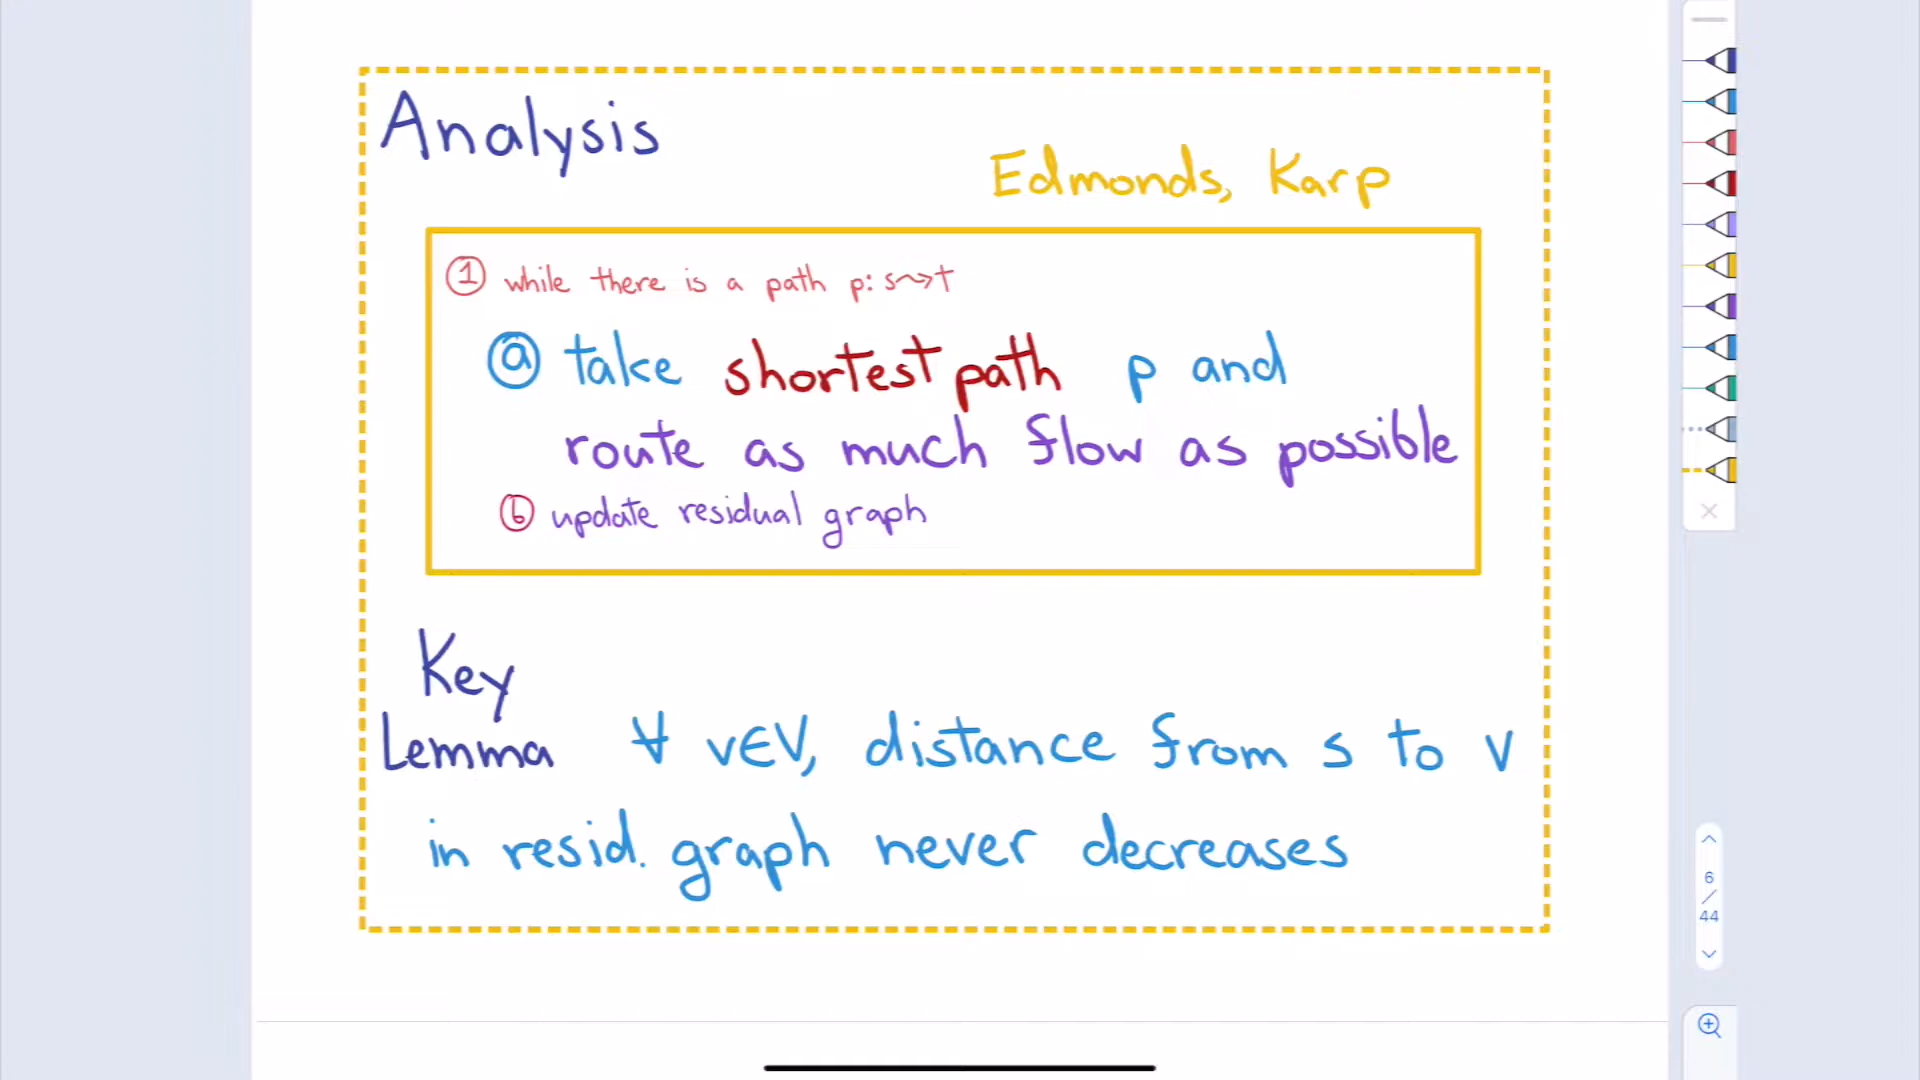 Analysis
Edmonds, Karp
① while there is a path p: s⤳t
ⓐ take shortest path p and
route as much flow as possible
ⓑ update residual graph
Key
Lemma ∀ v∈V, distance from s to v
in resid. graph never decreases
6
/
44